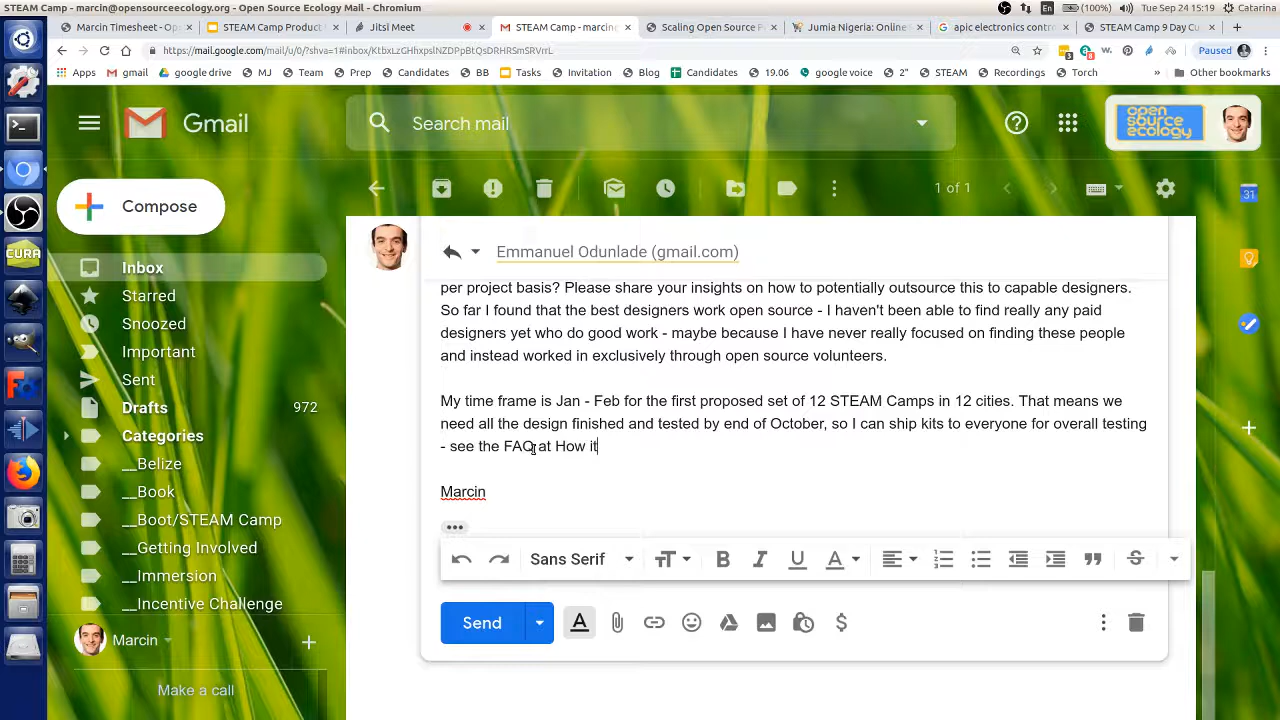 STEAM Camp - marcin@opensourceecology.org - Open Source Ecology Mail - Chromium
En (100%) Tue Sep 24 15:19 Catarina
Marcin Timesheet - Op
STEAM Camp Product
Jitsi Meet
STEAM Camp - marcin
Scaling Open Source P
Jumia Nigeria: Online
apic electronics contro
STEAM Camp 9 Day Cu
https://mail.google.com/mail/u/0/?shva=1#inbox/KtbxLzGHhxpslNZDPpBtQsDRHRSmSRVrrL
Paused
Apps gmail google drive MJ Team Prep Candidates BB Tasks Invitation Blog Candidates 19.06 google voice 2" STEAM Recordings Torch » Other bookmarks
Gmail
Search mail
open source ecology
Compose
1 of 1
31
Inbox
Starred
Snoozed
Important
Sent
Drafts 972
Categories
__Belize
__Book
__Boot/STEAM Camp
__Getting Involved
__Immersion
__Incentive Challenge
Marcin
Make a call
CURA
Emmanuel Odunlade (gmail.com)
per project basis? Please share your insights on how to potentially outsource this to capable designers.
So far I found that the best designers work open source - I haven't been able to find really any paid
designers yet who do good work - maybe because I have never really focused on finding these people
and instead worked in exclusively through open source volunteers.
My time frame is Jan - Feb for the first proposed set of 12 STEAM Camps in 12 cities. That means we
need all the design finished and tested by end of October, so I can ship kits to everyone for overall testing
- see the FAQ at How it
Marcin
Sans Serif
Send